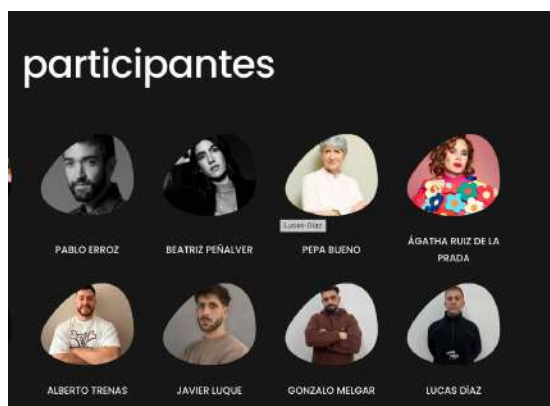 participantes
Lucas-Díaz
PABLO ERROZ
BEATRIZ PEÑALVER
PEPA BUENO
ÁGATHA RUIZ DE LA
PRADA
ALBERTO TRENAS
JAVIER LUQUE
GONZALO MELGAR
LUCAS DÍAZ